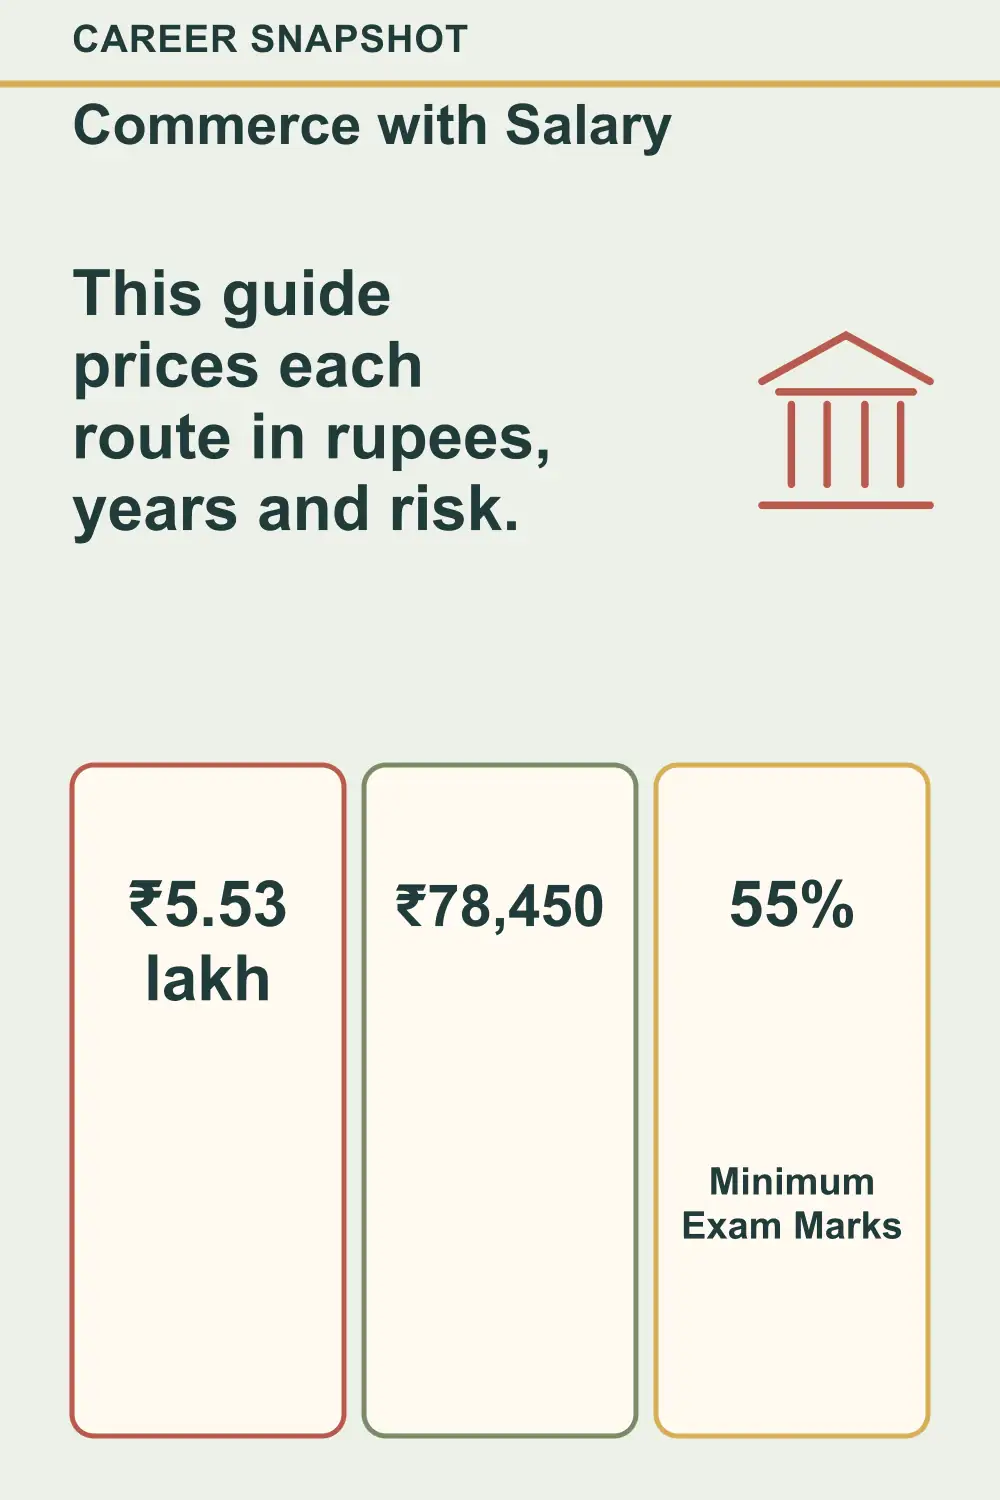 CAREER SNAPSHOT
Commerce with Salary
This guide
prices each
route in rupees,
years and risk.
₹5.53
lakh
₹78,450
55%
Minimum
Exam Marks